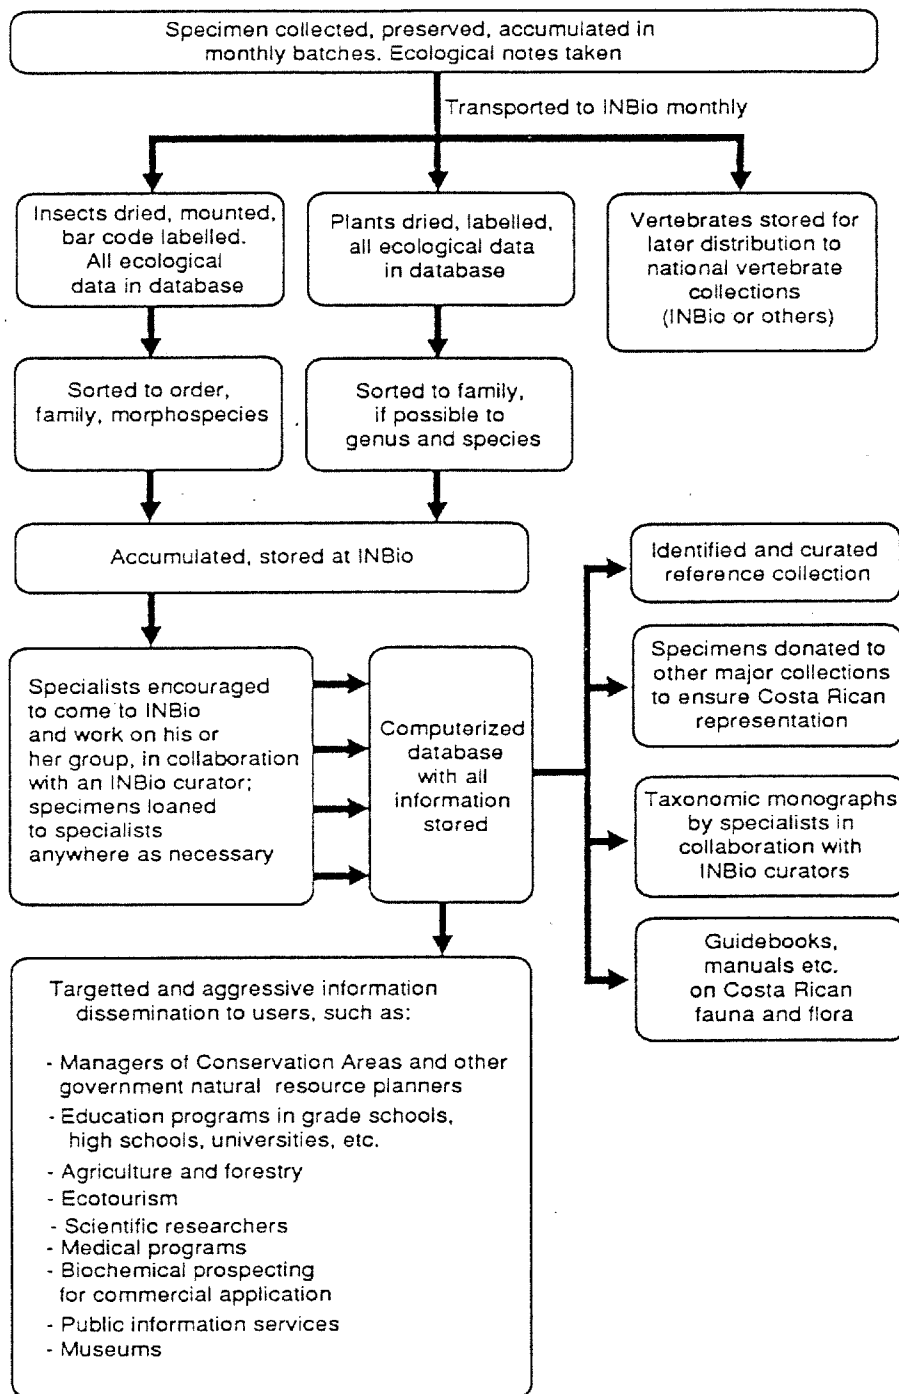 Specimen collected, preserved, accumulated in
monthly batches. Ecological notes taken
Transported to INBio monthly
Insects dried, mounted,
bar code labelled.
All ecological
data in database
Plants dried, labelled,
all ecological data
in database
Vertebrates stored for
later distribution to
national vertebrate
collections
(INBio or others)
Sorted to order,
family, morphospecies
Sorted to family,
if possible to
genus and species
Accumulated, stored at INBio
Identified and curated
reference collection
Specialists encouraged
to come to INBio
and work on his or
her group, in collaboration
with an INBio curator;
specimens loaned
to specialists
anywhere as necessary
Computerized
database
with all
information
stored
Specimens donated to
other major collections
to ensure Costa Rican
representation
Taxonomic monographs
by specialists in
collaboration with
INBio curators
Guidebooks,
manuals etc.
on Costa Rican
fauna and flora
Targetted and aggressive information
dissemination to users, such as:
- Managers of Conservation Areas and other
government natural resource planners
- Education programs in grade schools,
high schools, universities, etc.
- Agriculture and forestry
- Ecotourism
- Scientific researchers
- Medical programs
- Biochemical prospecting
for commercial application
- Public information services
- Museums